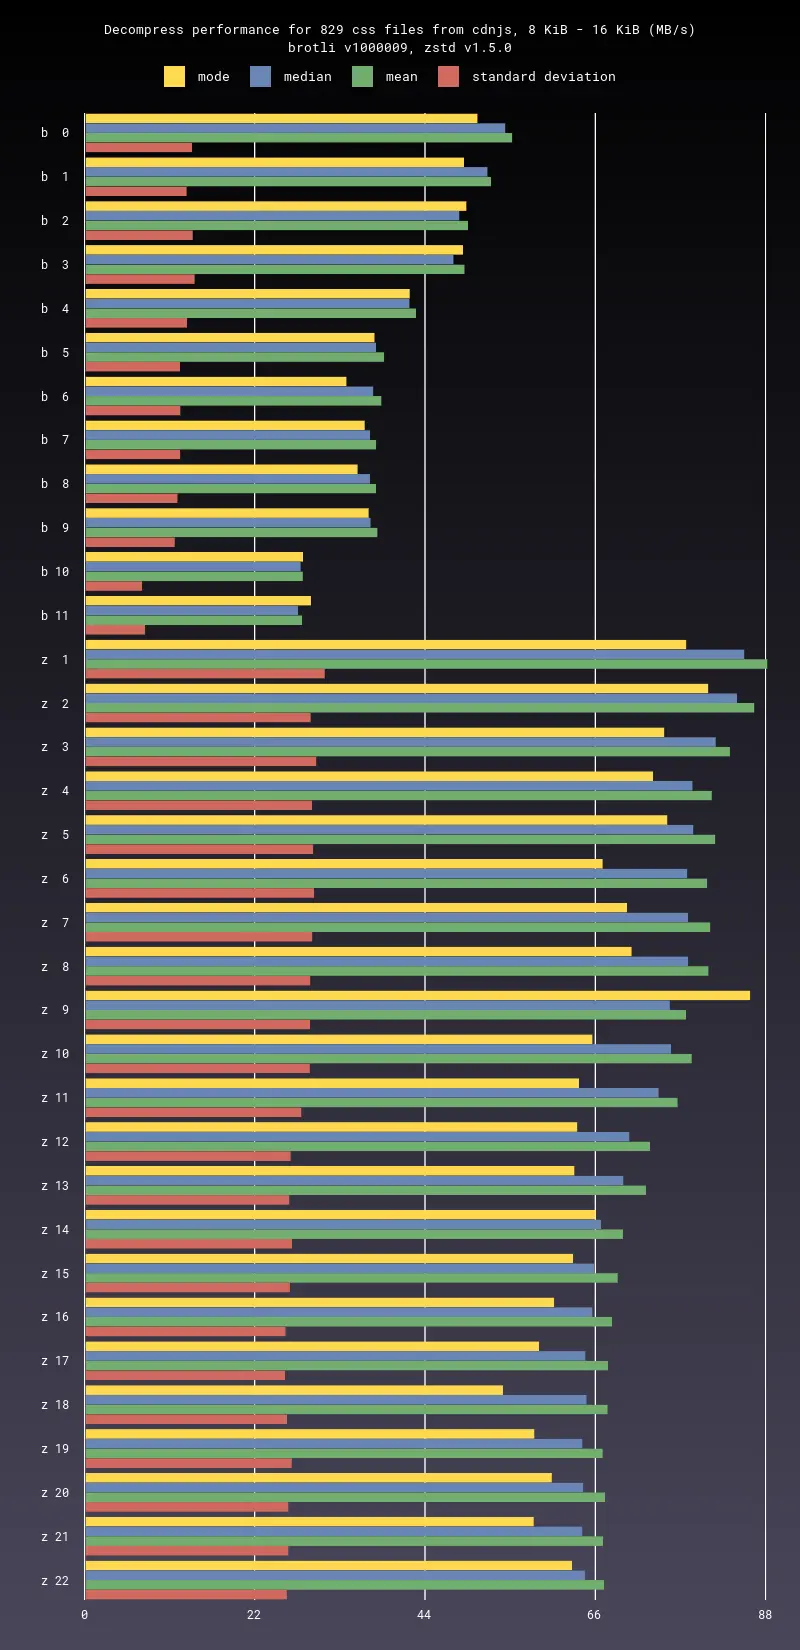 Decompress performance for 829 css files from cdnjs, 8 KiB - 16 KiB (MB/s)
brotli v1000009, zstd v1.5.0
mode median mean standard deviation
b 0
b 1
b 2
b 3
b 4
b 5
b 6
b 7
b 8
b 9
b 10
b 11
z 1
z 2
z 3
z 4
z 5
z 6
z 7
z 8
z 9
z 10
z 11
z 12
z 13
z 14
z 15
z 16
z 17
z 18
z 19
z 20
z 21
z 22
0 22 44 66 88